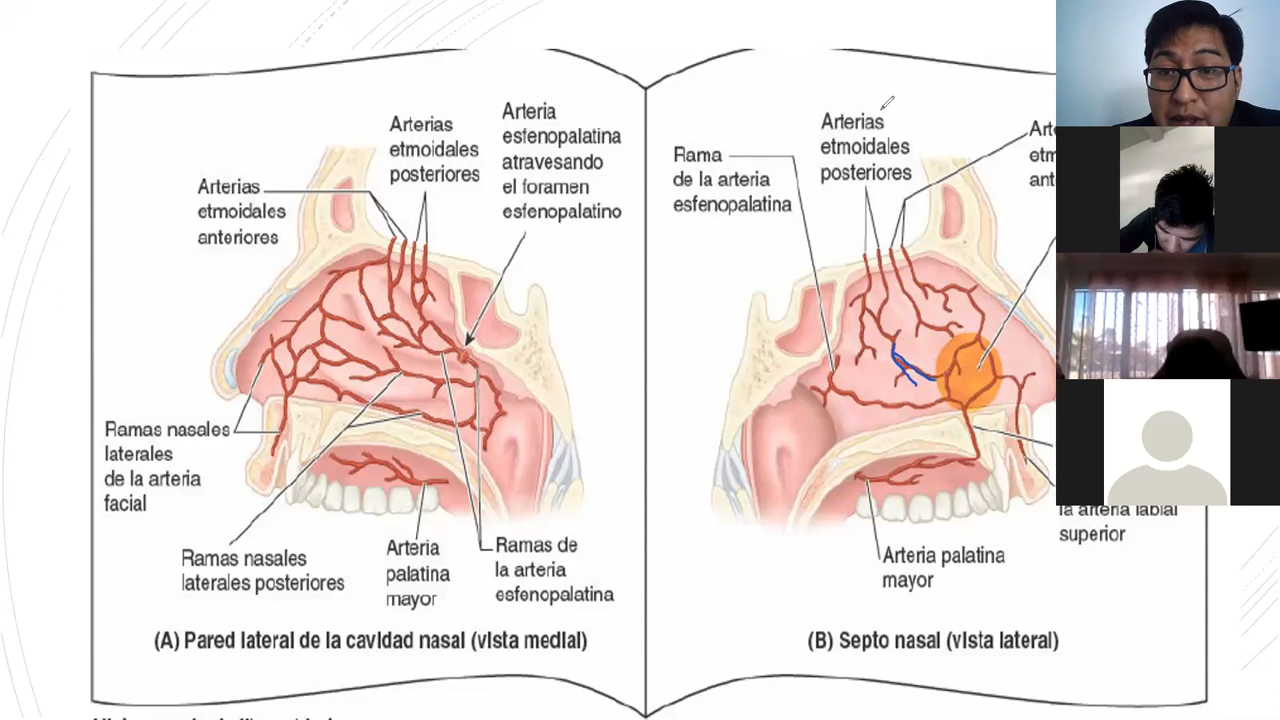 Arterias
etmoidales
anteriores
Arterias
etmoidales
posteriores
Arteria
esfenopalatina
atravesando
el foramen
esfenopalatino
Ramas nasales
laterales
de la arteria
facial
Ramas nasales
laterales posteriores
Arteria
palatina
mayor
Ramas de
la arteria
esfenopalatina
(A) Pared lateral de la cavidad nasal (vista medial)
Rama
de la arteria
esfenopalatina
Arterias
etmoidales
posteriores
Arteria palatina
mayor
la arteria labial
superior
(B) Septo nasal (vista lateral)